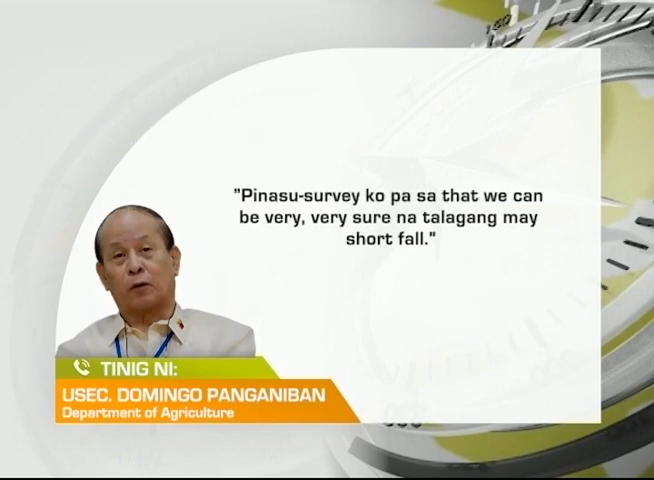 "Pinasu-survey ko pa sa that we can
be very, very sure na talagang may
short fall."
TINIG NI:
USEC. DOMINGO PANGANIBAN
Department of Agriculture